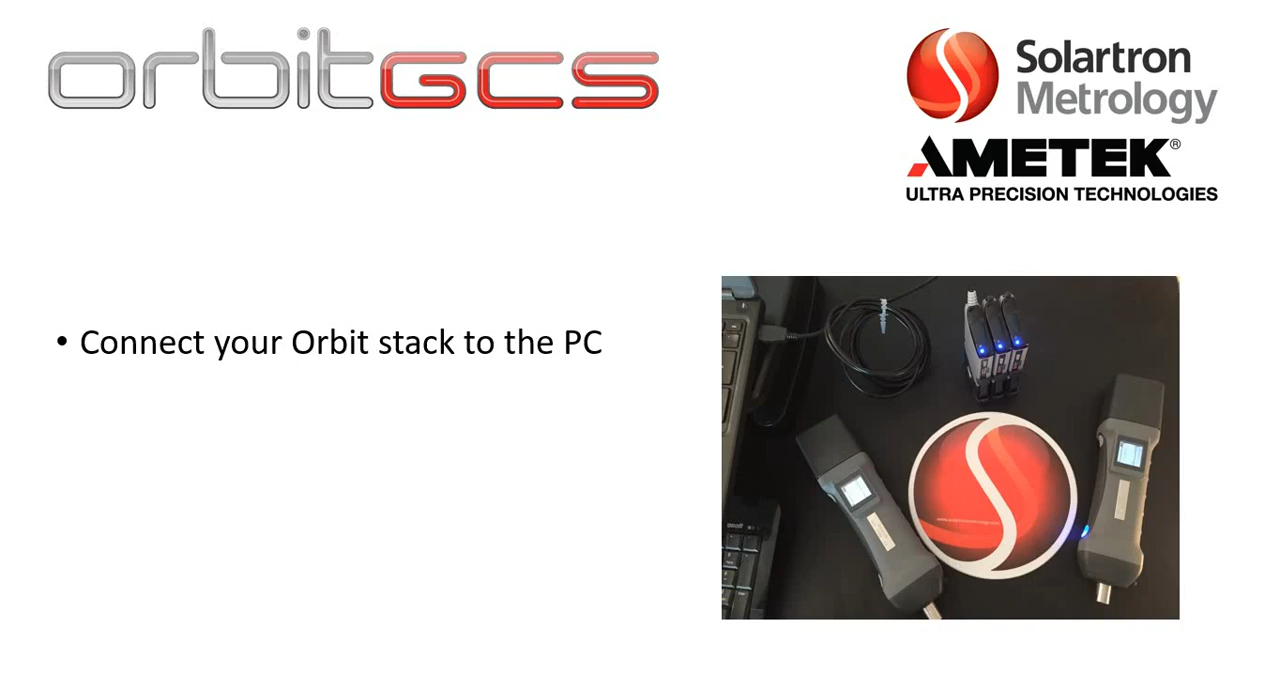 orbitGCS
Solartron
Metrology
AMETEK®
ULTRA PRECISION TECHNOLOGIES
• Connect your Orbit stack to the PC